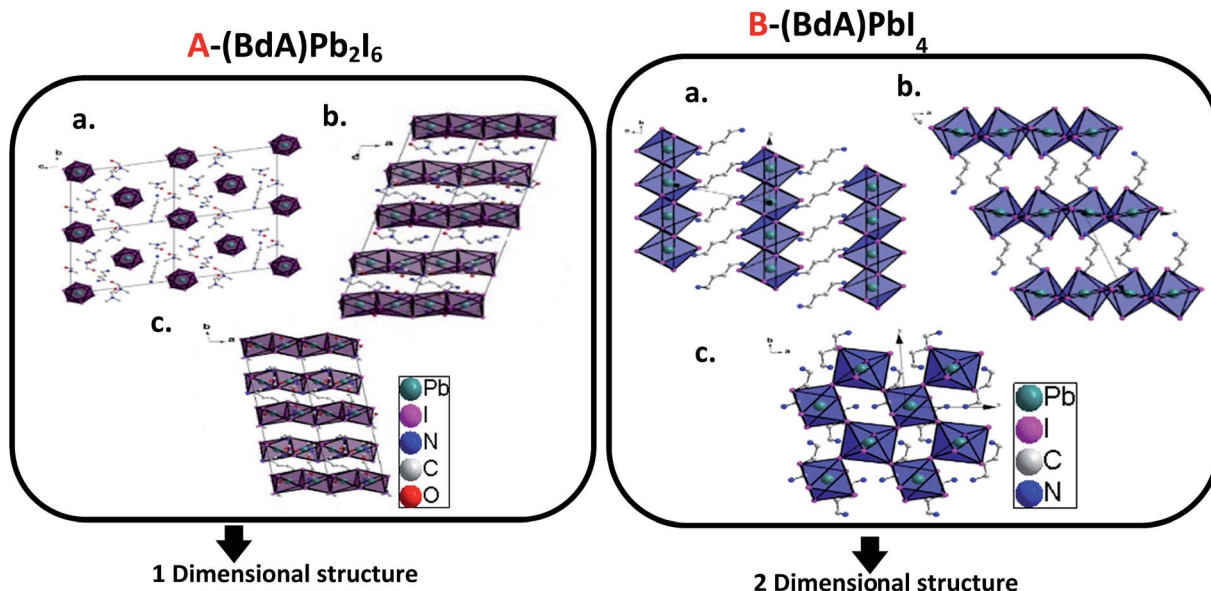 A-(BdA)Pb₂I₆
a.
b
c
b.
a
c.
b
a
Pb
I
N
C
O
1 Dimensional structure
B-(BdA)PbI₄
a.
b
b.
a
c
c.
b
a
Pb
I
C
N
2 Dimensional structure